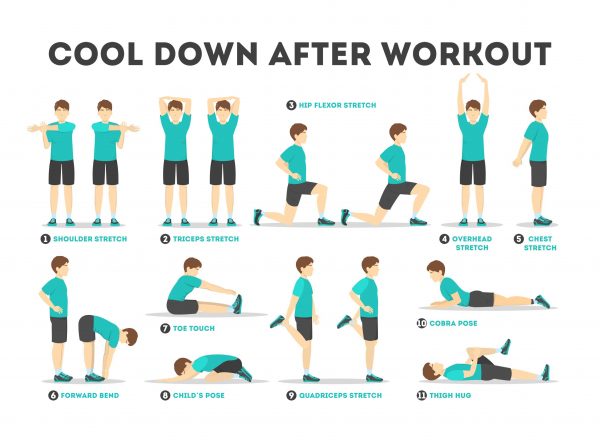 COOL DOWN AFTER WORKOUT
3 HIP FLEXOR STRETCH
1 SHOULDER STRETCH
2 TRICEPS STRETCH
4 OVERHEAD
STRETCH
5 CHEST
STRETCH
7 TOE TOUCH
10 COBRA POSE
6 FORWARD BEND
8 CHILD'S POSE
9 QUADRICEPS STRETCH
11 THIGH HUG